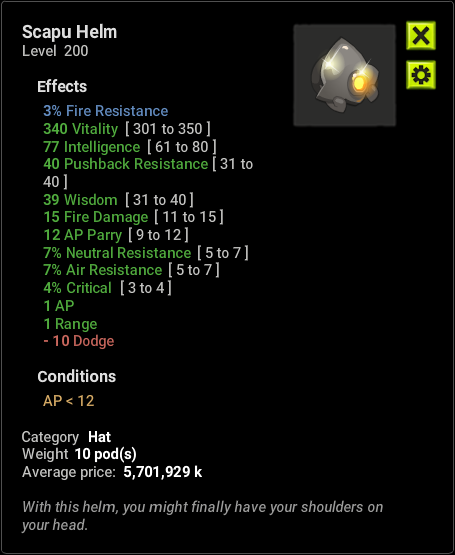 Scapu Helm
Level 200
Effects
3% Fire Resistance
340 Vitality [ 301 to 350 ]
77 Intelligence [ 61 to 80 ]
40 Pushback Resistance [ 31 to
40 ]
39 Wisdom [ 31 to 40 ]
15 Fire Damage [ 11 to 15 ]
12 AP Parry [ 9 to 12 ]
7% Neutral Resistance [ 5 to 7 ]
7% Air Resistance [ 5 to 7 ]
4% Critical [ 3 to 4 ]
1 AP
1 Range
- 10 Dodge
Conditions
AP < 12
Category Hat
Weight 10 pod(s)
Average price: 5,701,929 k
With this helm, you might finally have your shoulders on
your head.